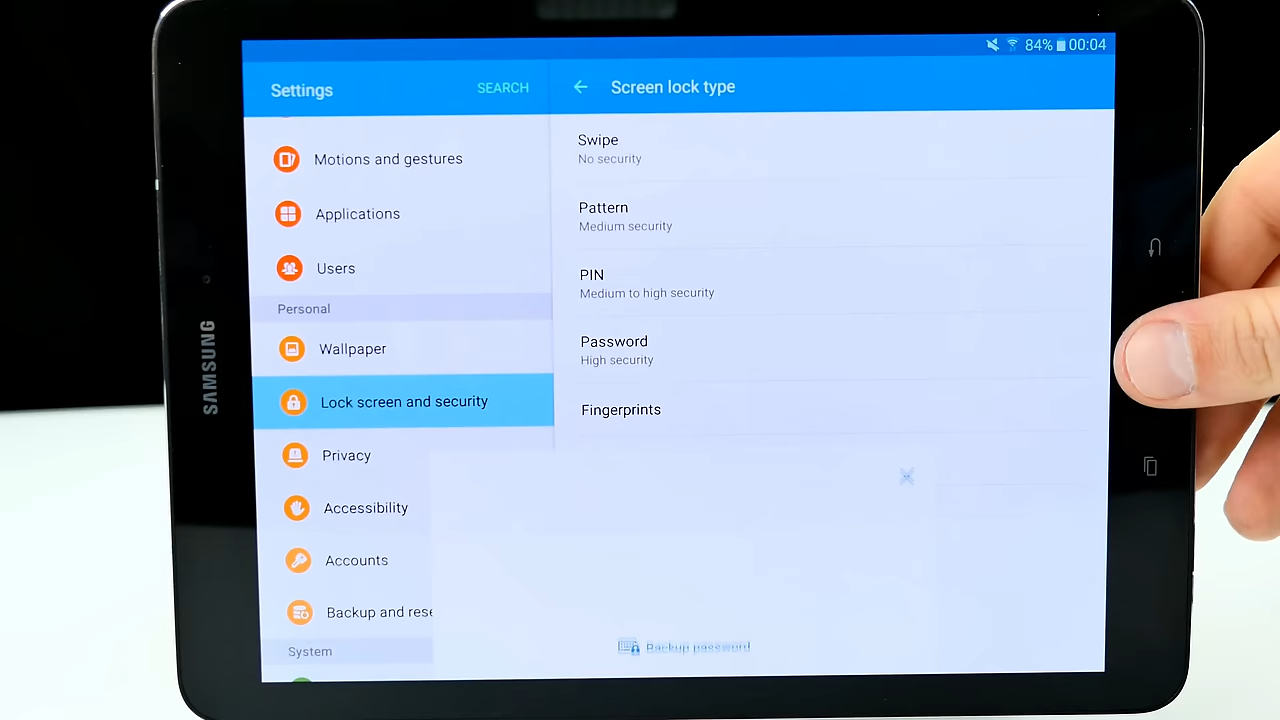 84% 00:04
Settings
SEARCH
Screen lock type
Motions and gestures
Applications
Users
Personal
Wallpaper
Lock screen and security
Privacy
Accessibility
Accounts
Backup and rese
System
Swipe
No security
Pattern
Medium security
PIN
Medium to high security
Password
High security
Fingerprints
Backup password
SAMSUNG